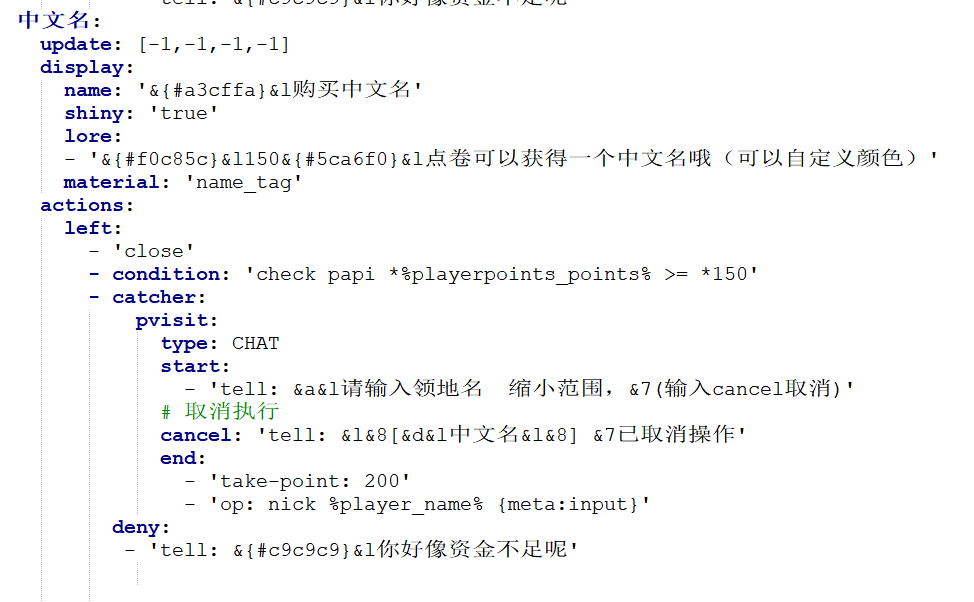 'tell: &{#c9c9c9}&l你好像资金不足呢'
中文名:
  update: [-1,-1,-1,-1]
  display:
    name: '&{#a3cffa}&l购买中文名'
    shiny: 'true'
    lore:
    - '&{#f0c85c}&l150&{#5ca6f0}&l点卷可以获得一个中文名哦（可以自定义颜色）'
    material: 'name_tag'
  actions:
    left:
      - 'close'
      - condition: 'check papi *%playerpoints_points% >= *150'
      - catcher:
          pvisit:
            type: CHAT
            start:
              - 'tell: &a&l请输入领地名  缩小范围，&7(输入cancel取消)'
            # 取消执行
            cancel: 'tell: &l&8[&d&l中文名&l&8] &7已取消操作'
            end:
              - 'take-point: 200'
              - 'op: nick %player_name% {meta:input}'
        deny:
         - 'tell: &{#c9c9c9}&l你好像资金不足呢'